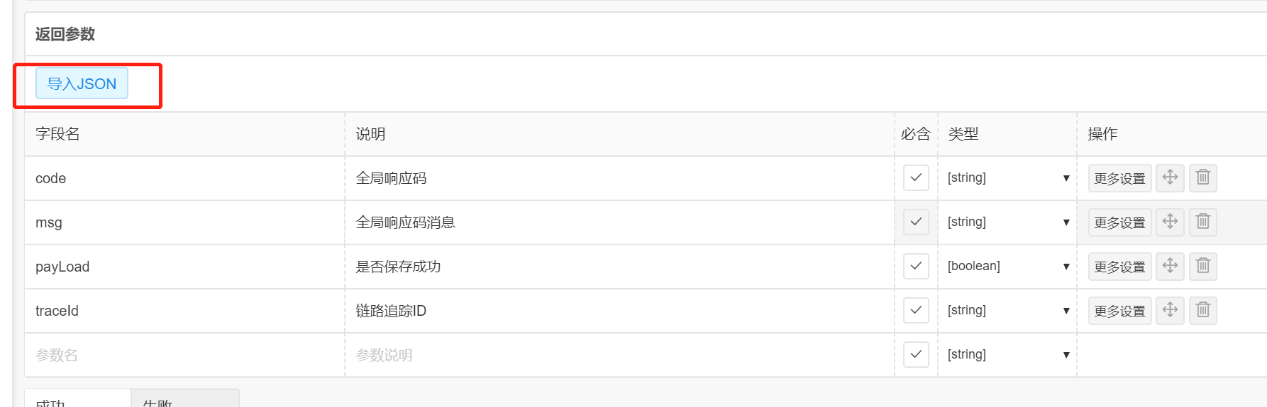 返回参数
导入JSON
字段名 说明 必含 类型 操作
code 全局响应码 [string] 更多设置
msg 全局响应码消息 [string] 更多设置
payLoad 是否保存成功 [boolean] 更多设置
traceId 链路追踪ID [string] 更多设置
参数名 参数说明 [string]
成功 失败